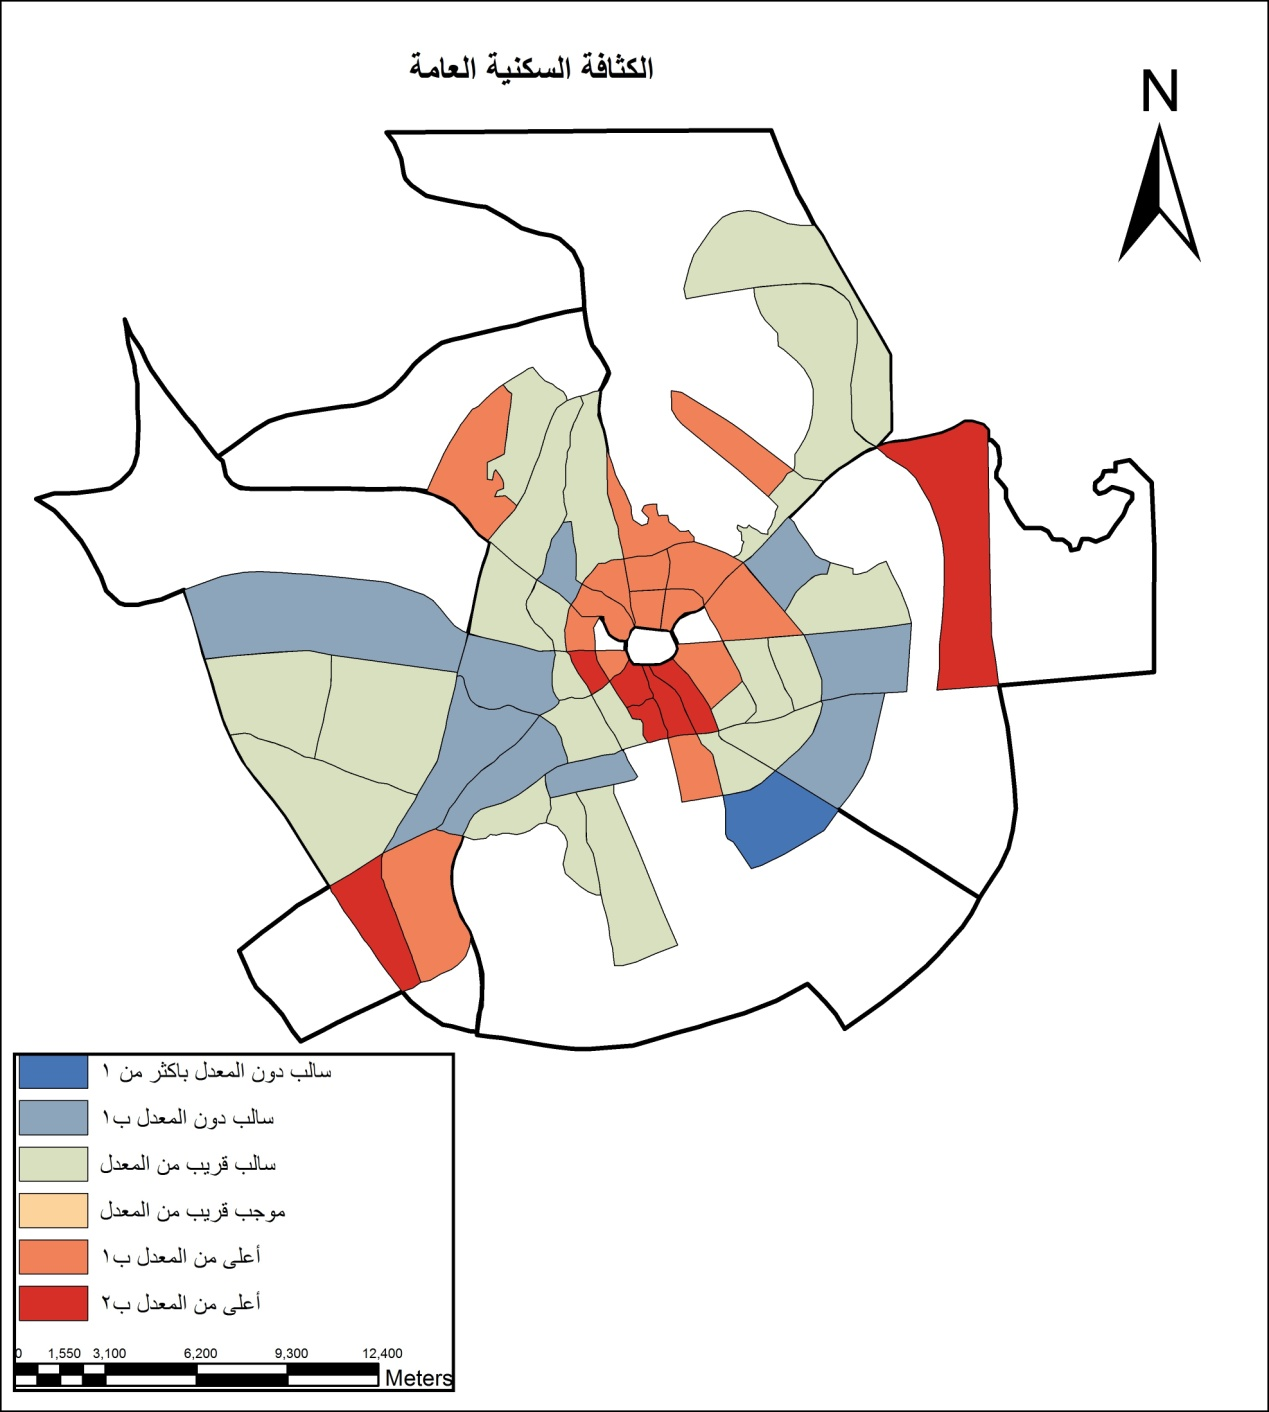 الكثافة السكنية العامة
N
سالب دون المعدل باكثر من ١
سالب دون المعدل ب١
سالب قريب من المعدل
موجب قريب من المعدل
أعلى من المعدل ب١
أعلى من المعدل ب٢
0 1,550 3,100 6,200 9,300 12,400
Meters